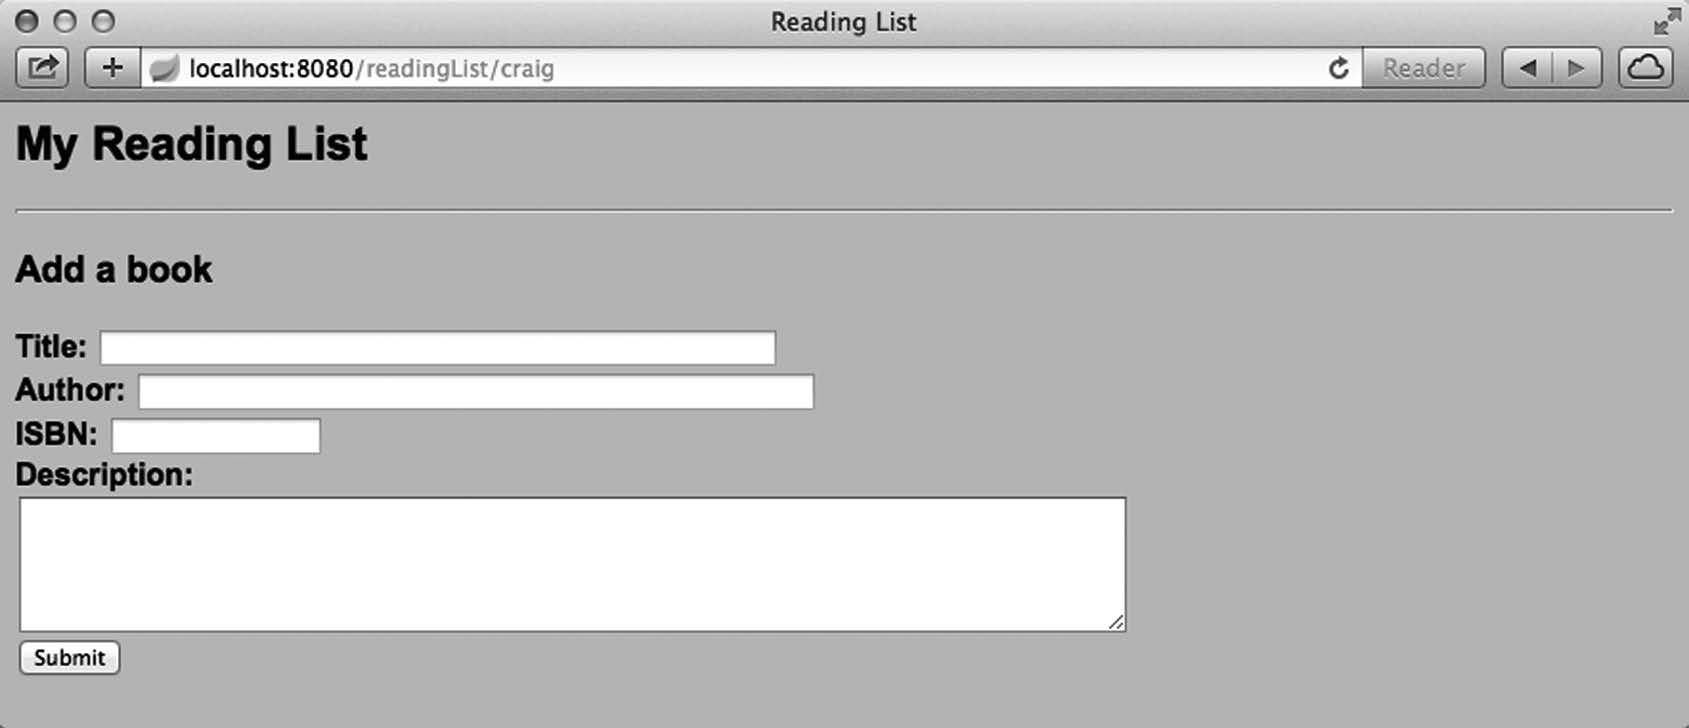 Reading List
localhost:8080/readingList/craig
Reader
My Reading List
Add a book
Title:
Author:
ISBN:
Description:
Submit